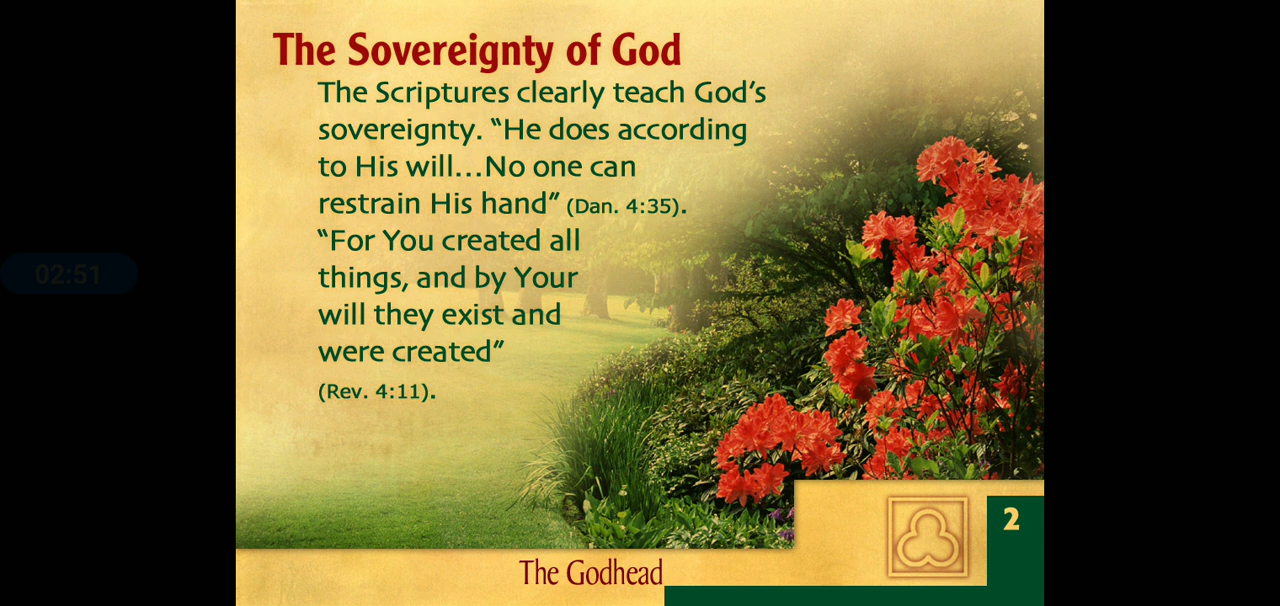 The Sovereignty of God
The Scriptures clearly teach God’s
sovereignty. “He does according
to His will…No one can
restrain His hand” (Dan. 4:35).
“For You created all
things, and by Your
will they exist and
were created”
(Rev. 4:11).
02:51
2
The Godhead